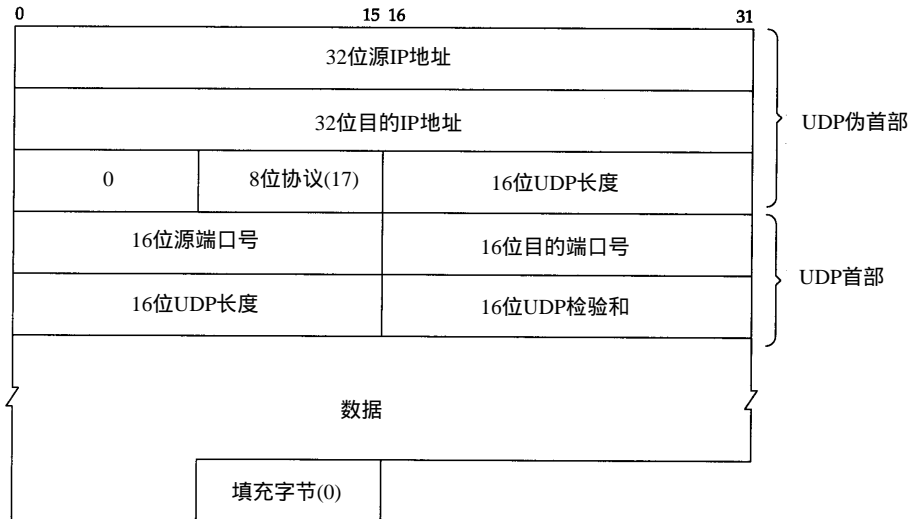 0 15 16 31
32位源IP地址
UDP伪首部
32位目的IP地址
0 8位协议(17) 16位UDP长度
16位源端口号 16位目的端口号
UDP首部
16位UDP长度 16位UDP检验和
数据
填充字节(0)